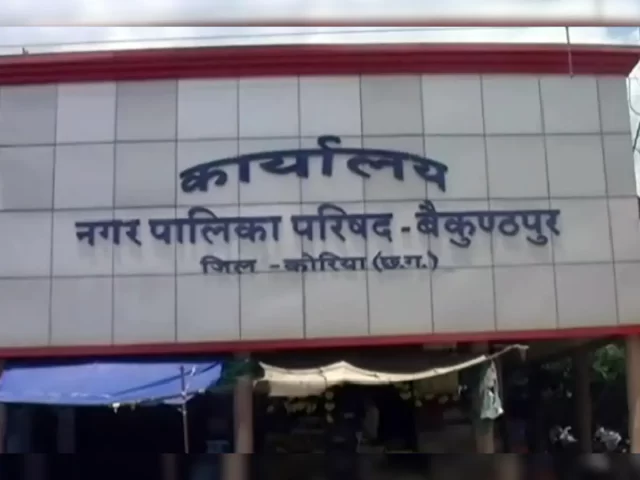 कार्यालय
नगर पालिका परिषद - बैकुण्ठपुर
जिल - कोरिया (छ.ग.)